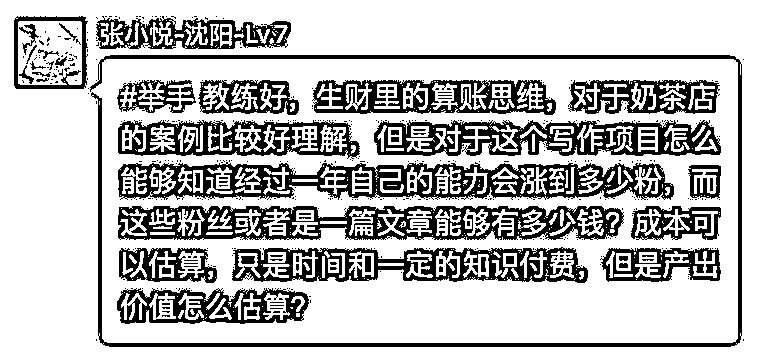 张小悦-沈阳-Lv.7
#举手 教练好，生财里的算账思维，对于奶茶店
的案例比较好理解，但是对于这个写作项目怎么
能够知道经过一年自己的能力会涨到多少粉，而
这些粉丝或者是一篇文章能够有多少钱？成本可
以估算，只是时间和一定的知识付费，但是产出
价值怎么估算？